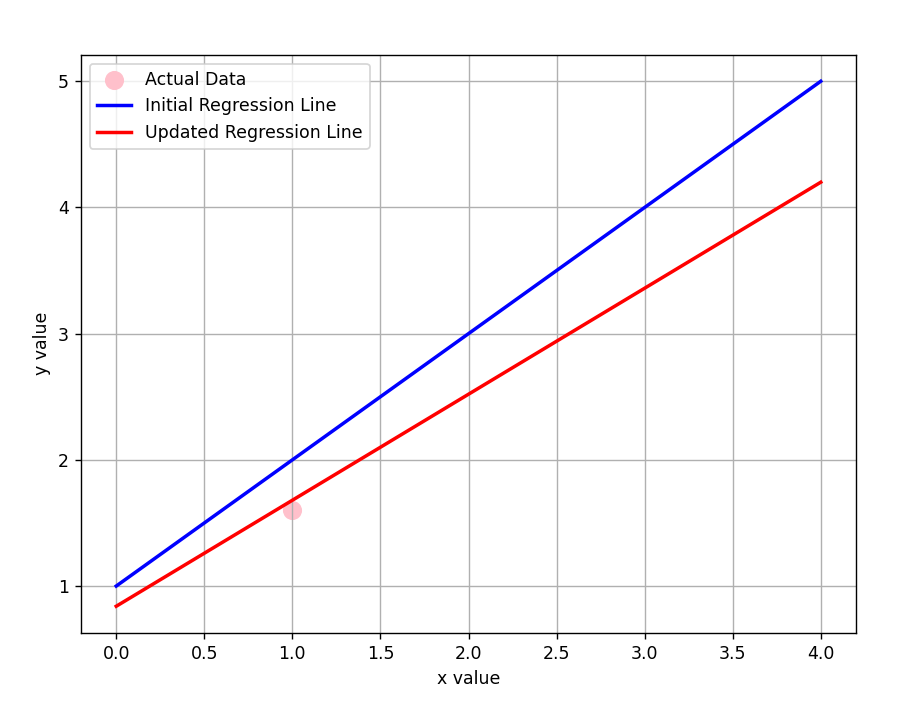 Actual Data
Initial Regression Line
Updated Regression Line
5
4
3
2
1
y value
0.0 0.5 1.0 1.5 2.0 2.5 3.0 3.5 4.0
x value